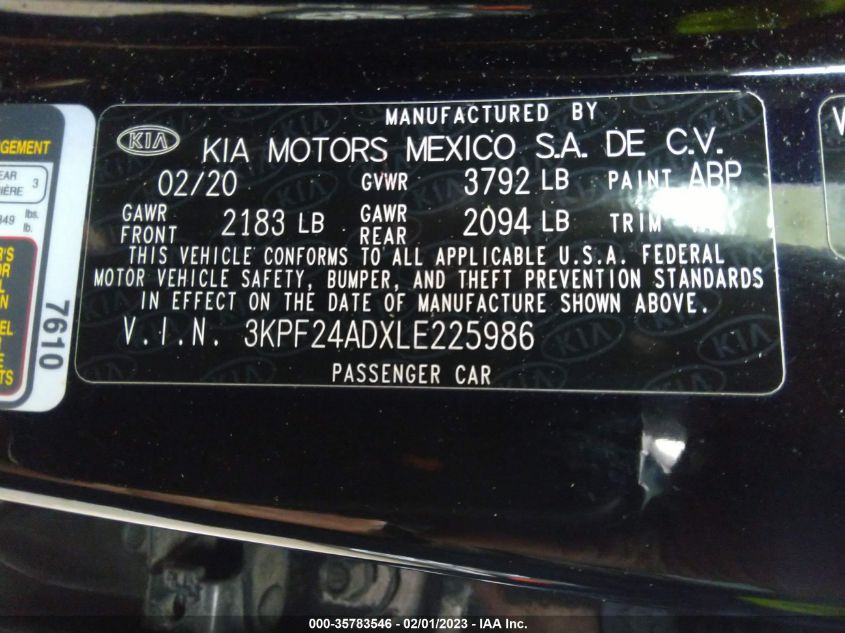 MANUFACTURED BY
KIA KIA MOTORS MEXICO S.A. DE C.V.
02/20 GVWR 3792 LB PAINT ABP
GAWR FRONT 2183 LB GAWR REAR 2094 LB TRIM
THIS VEHICLE CONFORMS TO ALL APPLICABLE U.S.A. FEDERAL
MOTOR VEHICLE SAFETY, BUMPER, AND THEFT PREVENTION STANDARDS
IN EFFECT ON THE DATE OF MANUFACTURE SHOWN ABOVE.
V.I.N. 3KPF24ADXLE225986
PASSENGER CAR
3
lbs.
lb.
7610
000-35783546 - 02/01/2023 - IAA Inc.